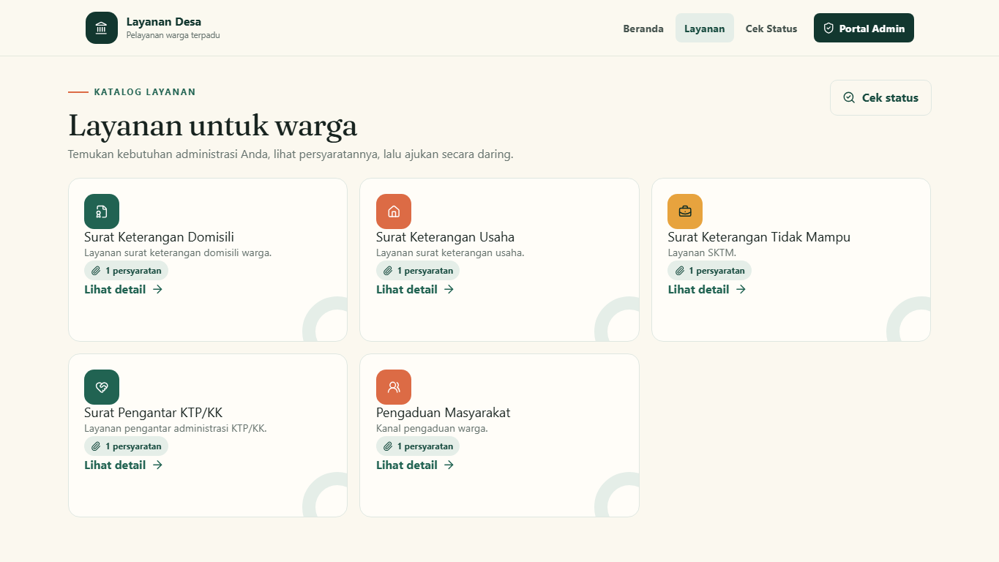 Layanan Desa
Pelayanan warga terpadu
Beranda
Layanan
Cek Status
Portal Admin
KATALOG LAYANAN
Cek status
Layanan untuk warga
Temukan kebutuhan administrasi Anda, lihat persyaratannya, lalu ajukan secara daring.
Surat Keterangan Domisili
Layanan surat keterangan domisili warga.
1 persyaratan
Lihat detail
Surat Keterangan Usaha
Layanan surat keterangan usaha.
1 persyaratan
Lihat detail
Surat Keterangan Tidak Mampu
Layanan SKTM.
1 persyaratan
Lihat detail
Surat Pengantar KTP/KK
Layanan pengantar administrasi KTP/KK.
1 persyaratan
Lihat detail
Pengaduan Masyarakat
Kanal pengaduan warga.
1 persyaratan
Lihat detail